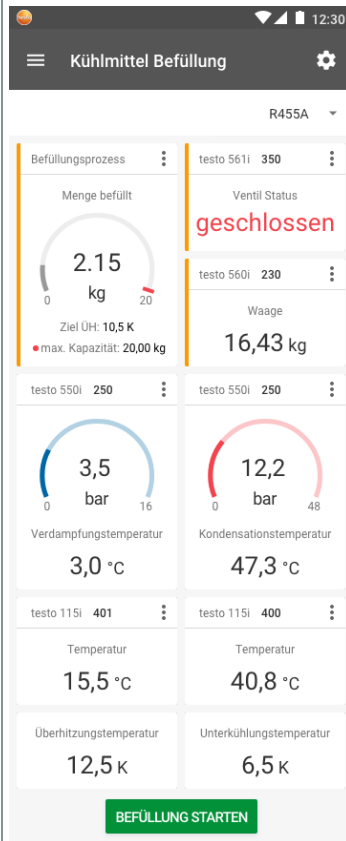 12:30
Kühlmittel Befüllung
R455A
Befüllungsprozess
Menge befüllt
2.15
kg
0 20
Ziel ÜH: 10,5 K
max. Kapazität: 20,00 kg
testo 561i 350
Ventil Status
geschlossen
testo 560i 230
Waage
16,43 kg
testo 550i 250
3,5
bar
0 16
Verdampfungstemperatur
3,0 °C
testo 550i 250
12,2
bar
0 48
Kondensationstemperatur
47,3 °C
testo 115i 401
Temperatur
15,5 °C
testo 115i 400
Temperatur
40,8 °C
Überhitzungstemperatur
12,5 K
Unterkühlungstemperatur
6,5 K
BEFÜLLUNG STARTEN